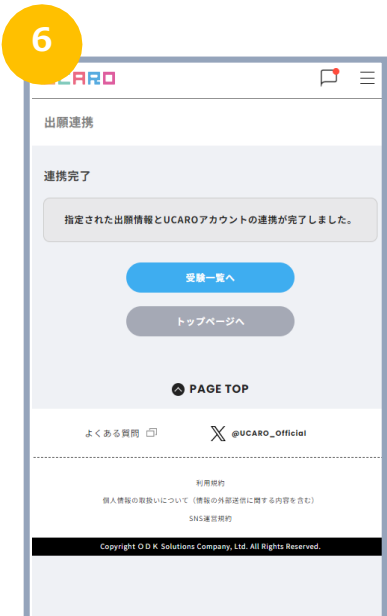 6
UCARO
出願連携
連携完了
指定された出願情報とUCAROアカウントの連携が完了しました。
受験一覧へ
トップページへ
PAGE TOP
よくある質問
@UCARO_Official
利用規約
個人情報の取扱いについて（情報の外部送信に関する内容を含む）
SNS運営規約
Copyright O D K Solutions Company, Ltd. All Rights Reserved.